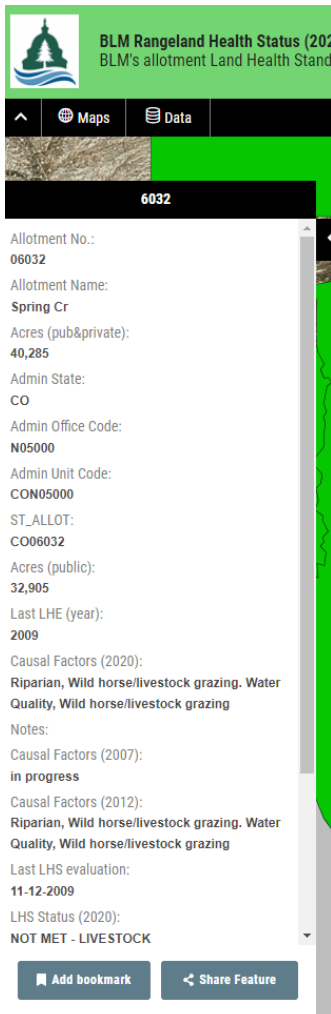 BLM Rangeland Health Status (202
BLM's allotment Land Health Stand
Maps
Data
6032
Allotment No.:
06032
Allotment Name:
Spring Cr
Acres (pub&private):
40,285
Admin State:
CO
Admin Office Code:
N05000
Admin Unit Code:
CON05000
ST_ALLOT:
CO06032
Acres (public):
32,905
Last LHE (year):
2009
Causal Factors (2020):
Riparian, Wild horse/livestock grazing. Water
Quality, Wild horse/livestock grazing
Notes:
Causal Factors (2007):
in progress
Causal Factors (2012):
Riparian, Wild horse/livestock grazing. Water
Quality, Wild horse/livestock grazing
Last LHS evaluation:
11-12-2009
LHS Status (2020):
NOT MET - LIVESTOCK
Add bookmark
Share Feature